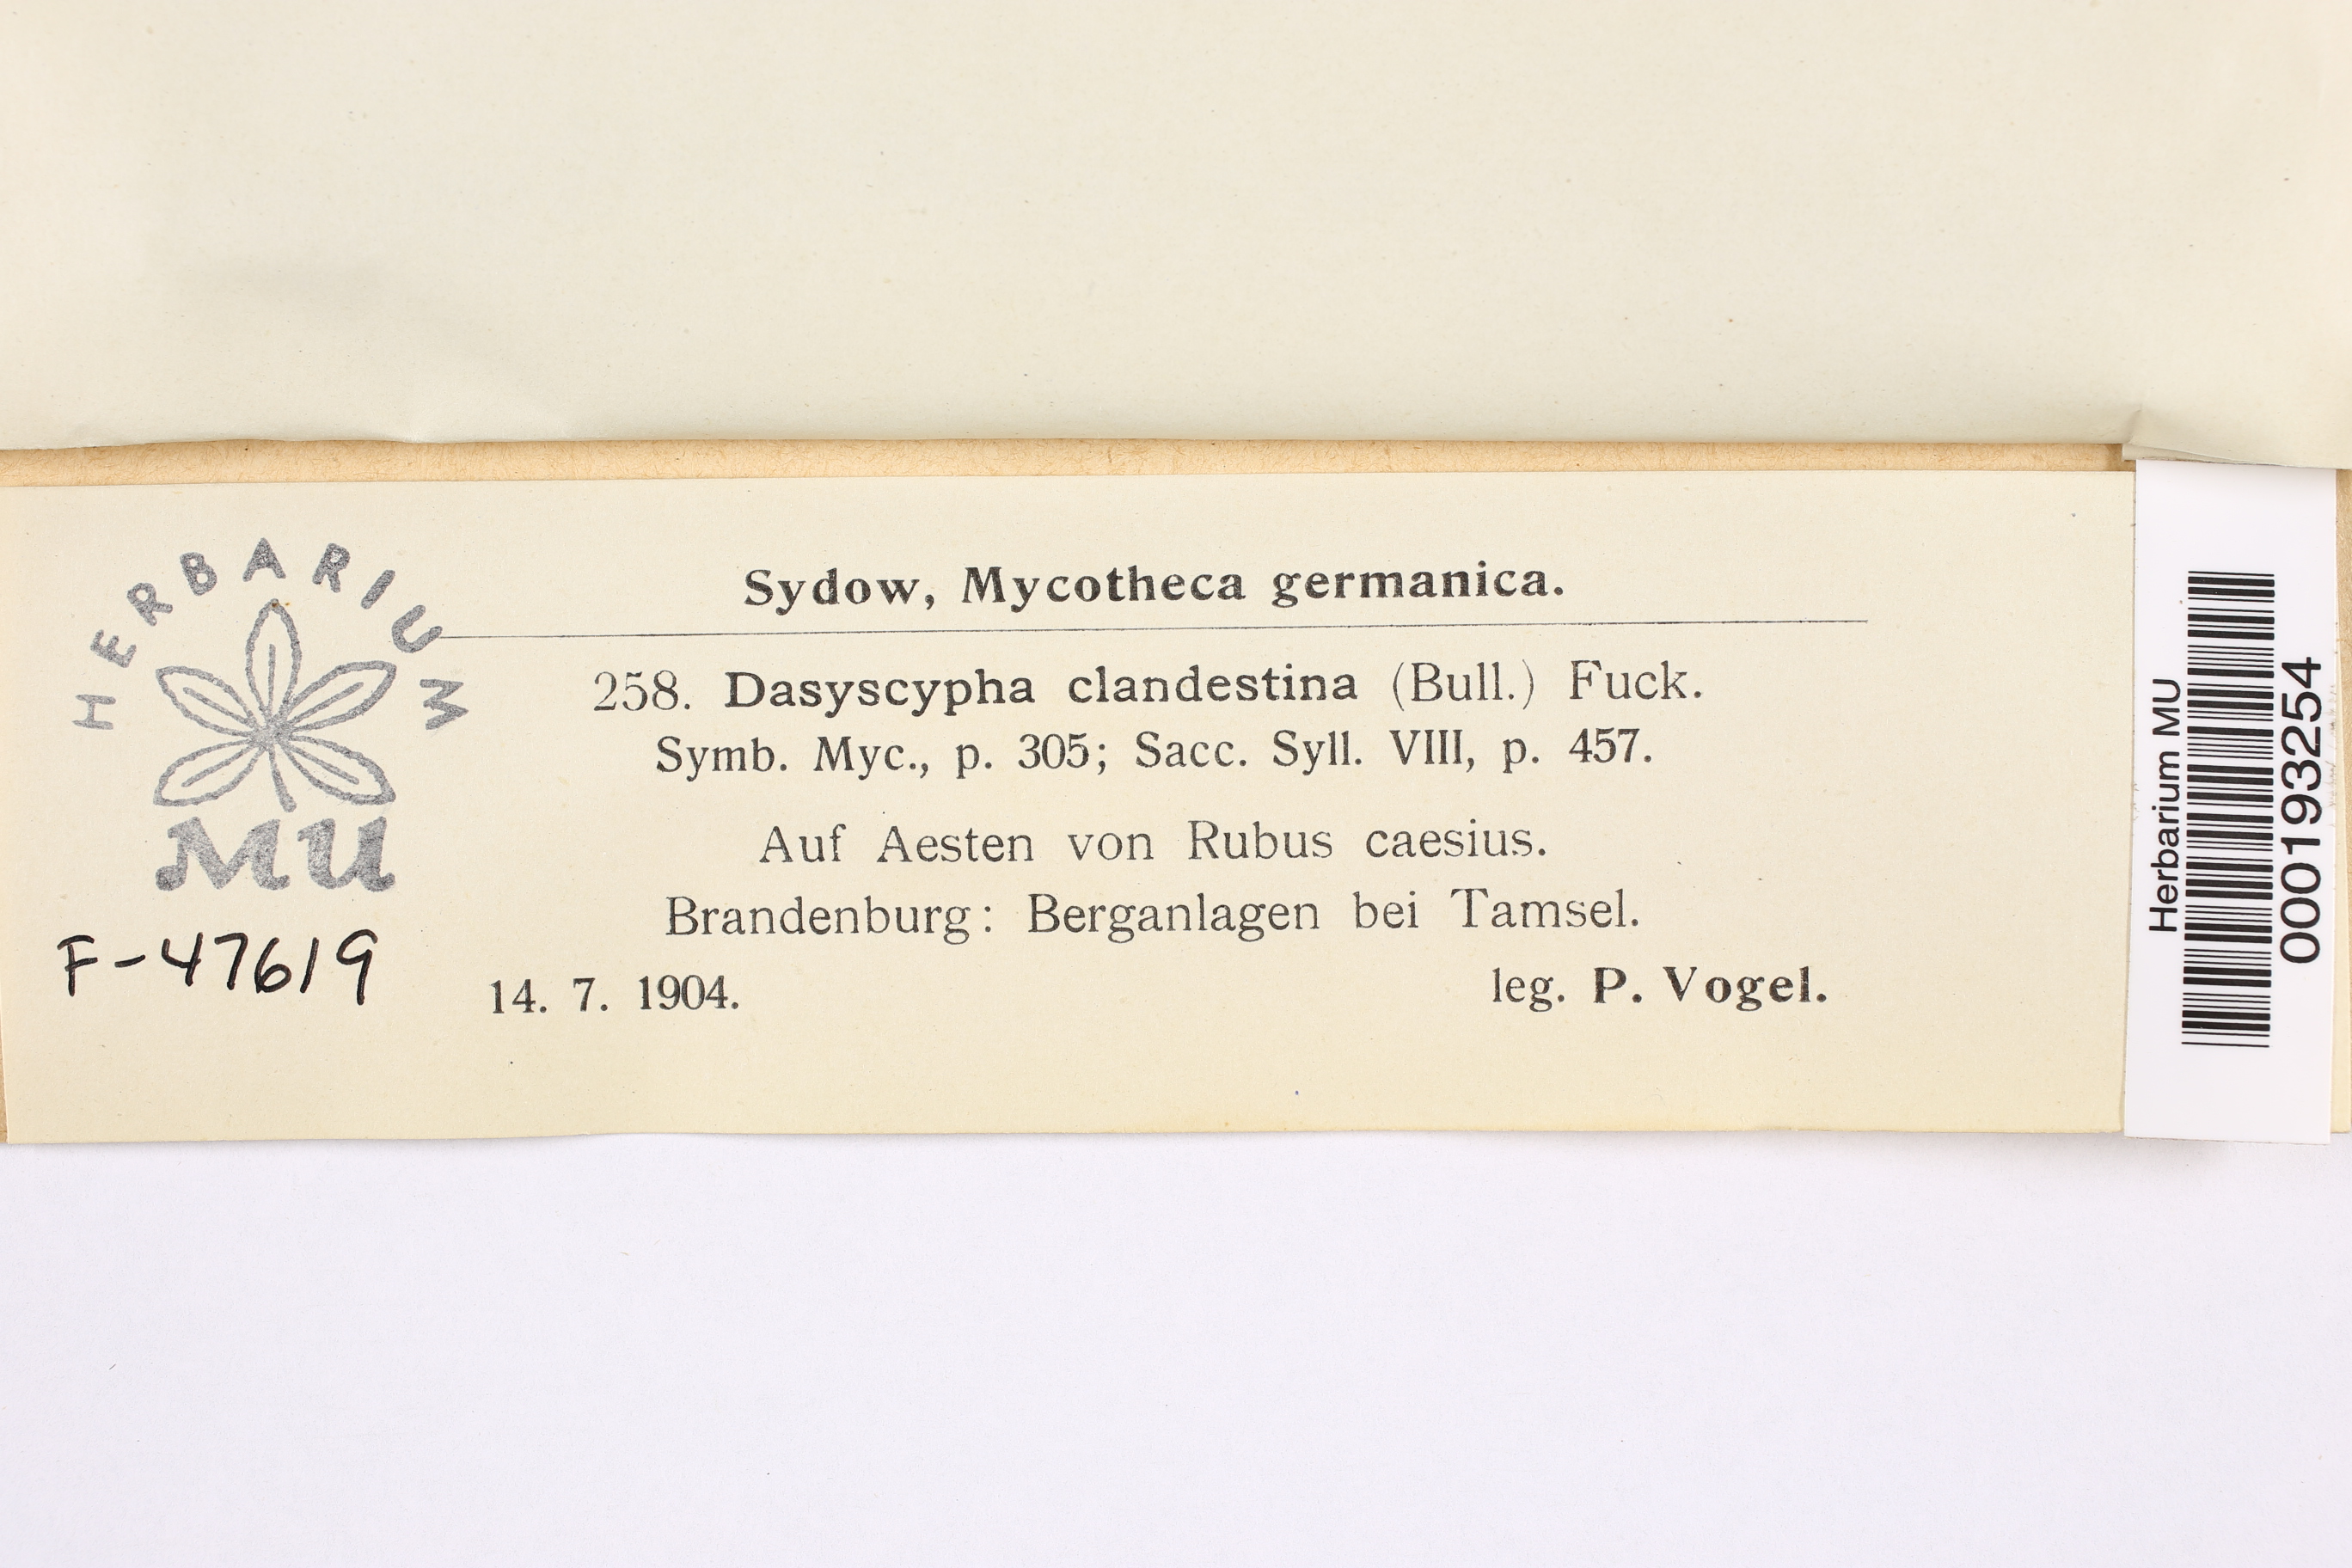 HERBARIUM
MU
F-47619
Sydow, Mycotheca germanica.
258. Dasyscypha clandestina (Bull.) Fuck.
Symb. Myc., p. 305; Sacc. Syll. VIII, p. 457.
Auf Aesten von Rubus caesius.
Brandenburg: Berganlagen bei Tamsel.
14. 7. 1904. leg. P. Vogel.
Herbarium MU
000193254